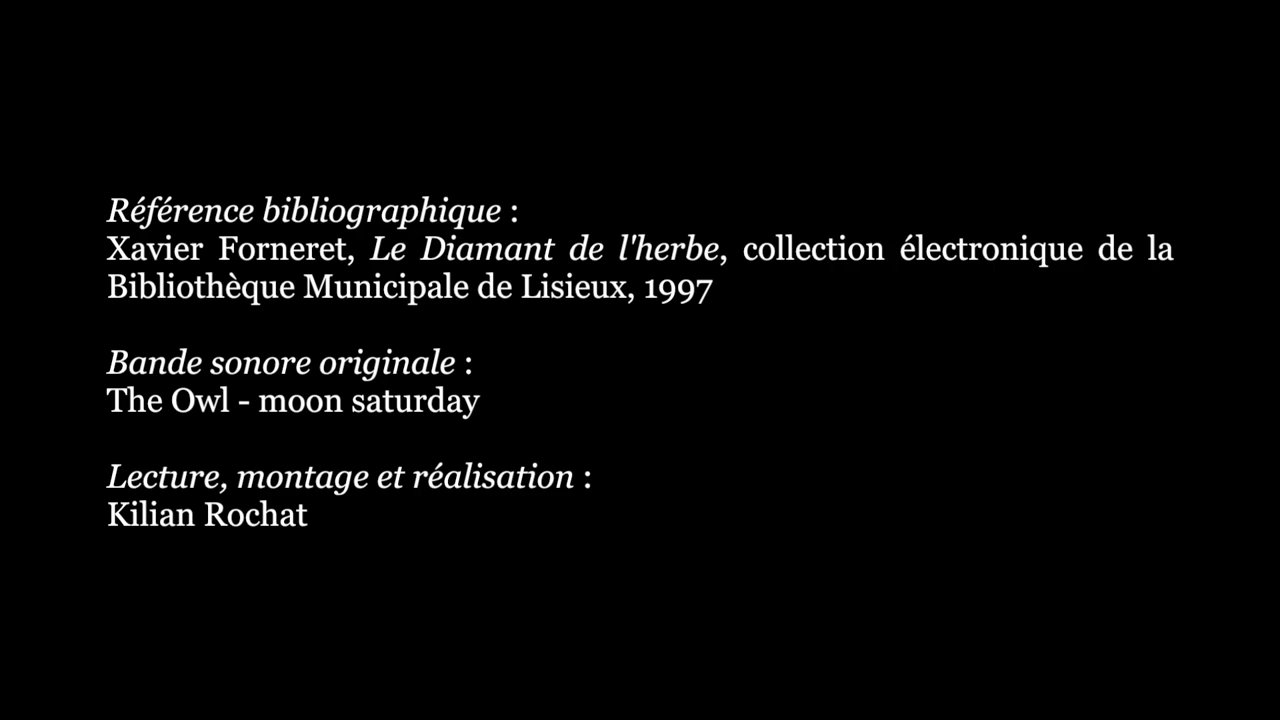 Référence bibliographique :
Xavier Forneret, Le Diamant de l'herbe, collection électronique de la
Bibliothèque Municipale de Lisieux, 1997
Bande sonore originale :
The Owl - moon saturday
Lecture, montage et réalisation :
Kilian Rochat